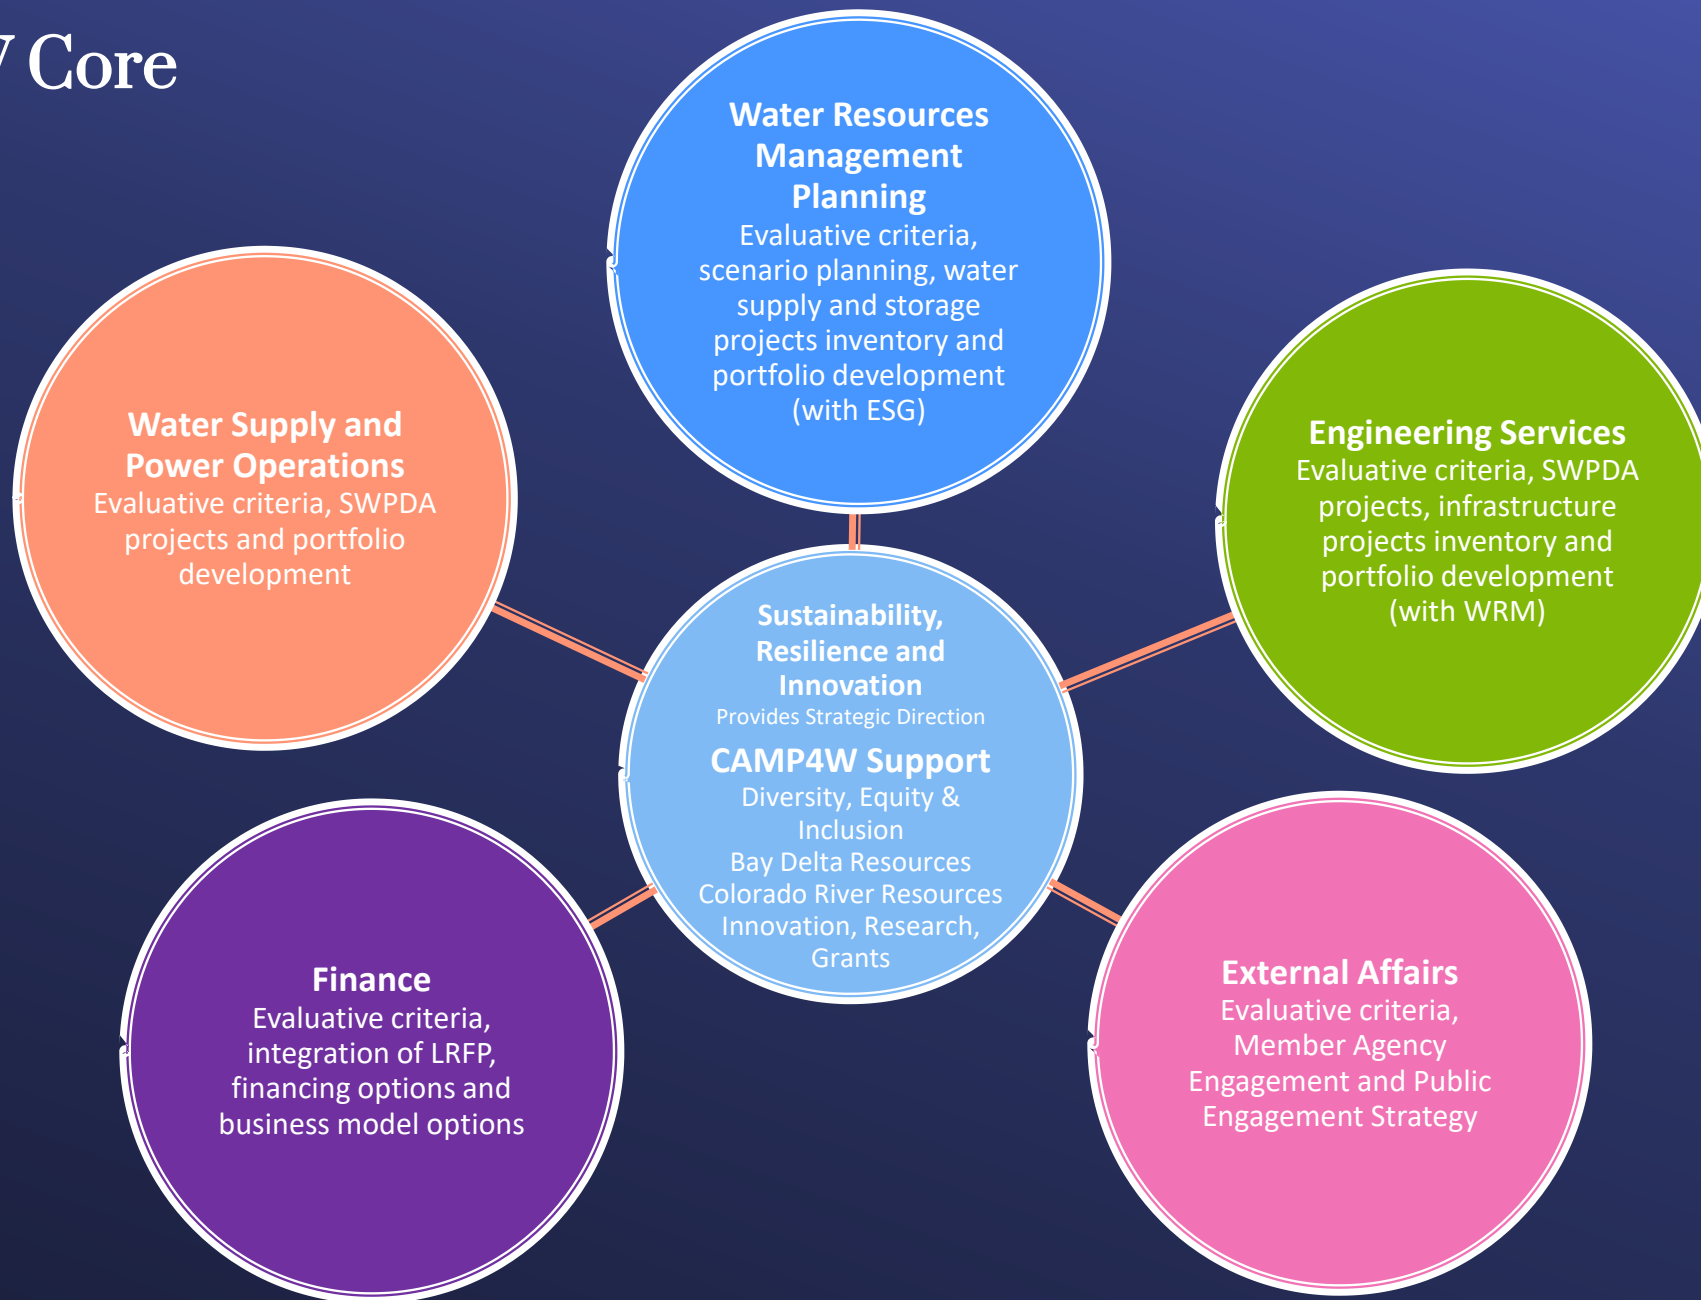 Core
Water Resources
Management
Planning
Evaluative criteria,
scenario planning, water
supply and storage
projects inventory and
portfolio development
(with ESG)
Water Supply and
Power Operations
Evaluative criteria, SWPDA
projects and portfolio
development
Engineering Services
Evaluative criteria, SWPDA
projects, infrastructure
projects inventory and
portfolio development
(with WRM)
Sustainability,
Resilience and
Innovation
Provides Strategic Direction
CAMP4W Support
Diversity, Equity &
Inclusion
Bay Delta Resources
Colorado River Resources
Innovation, Research,
Grants
Finance
Evaluative criteria,
integration of LRFP,
financing options and
business model options
External Affairs
Evaluative criteria,
Member Agency
Engagement and Public
Engagement Strategy